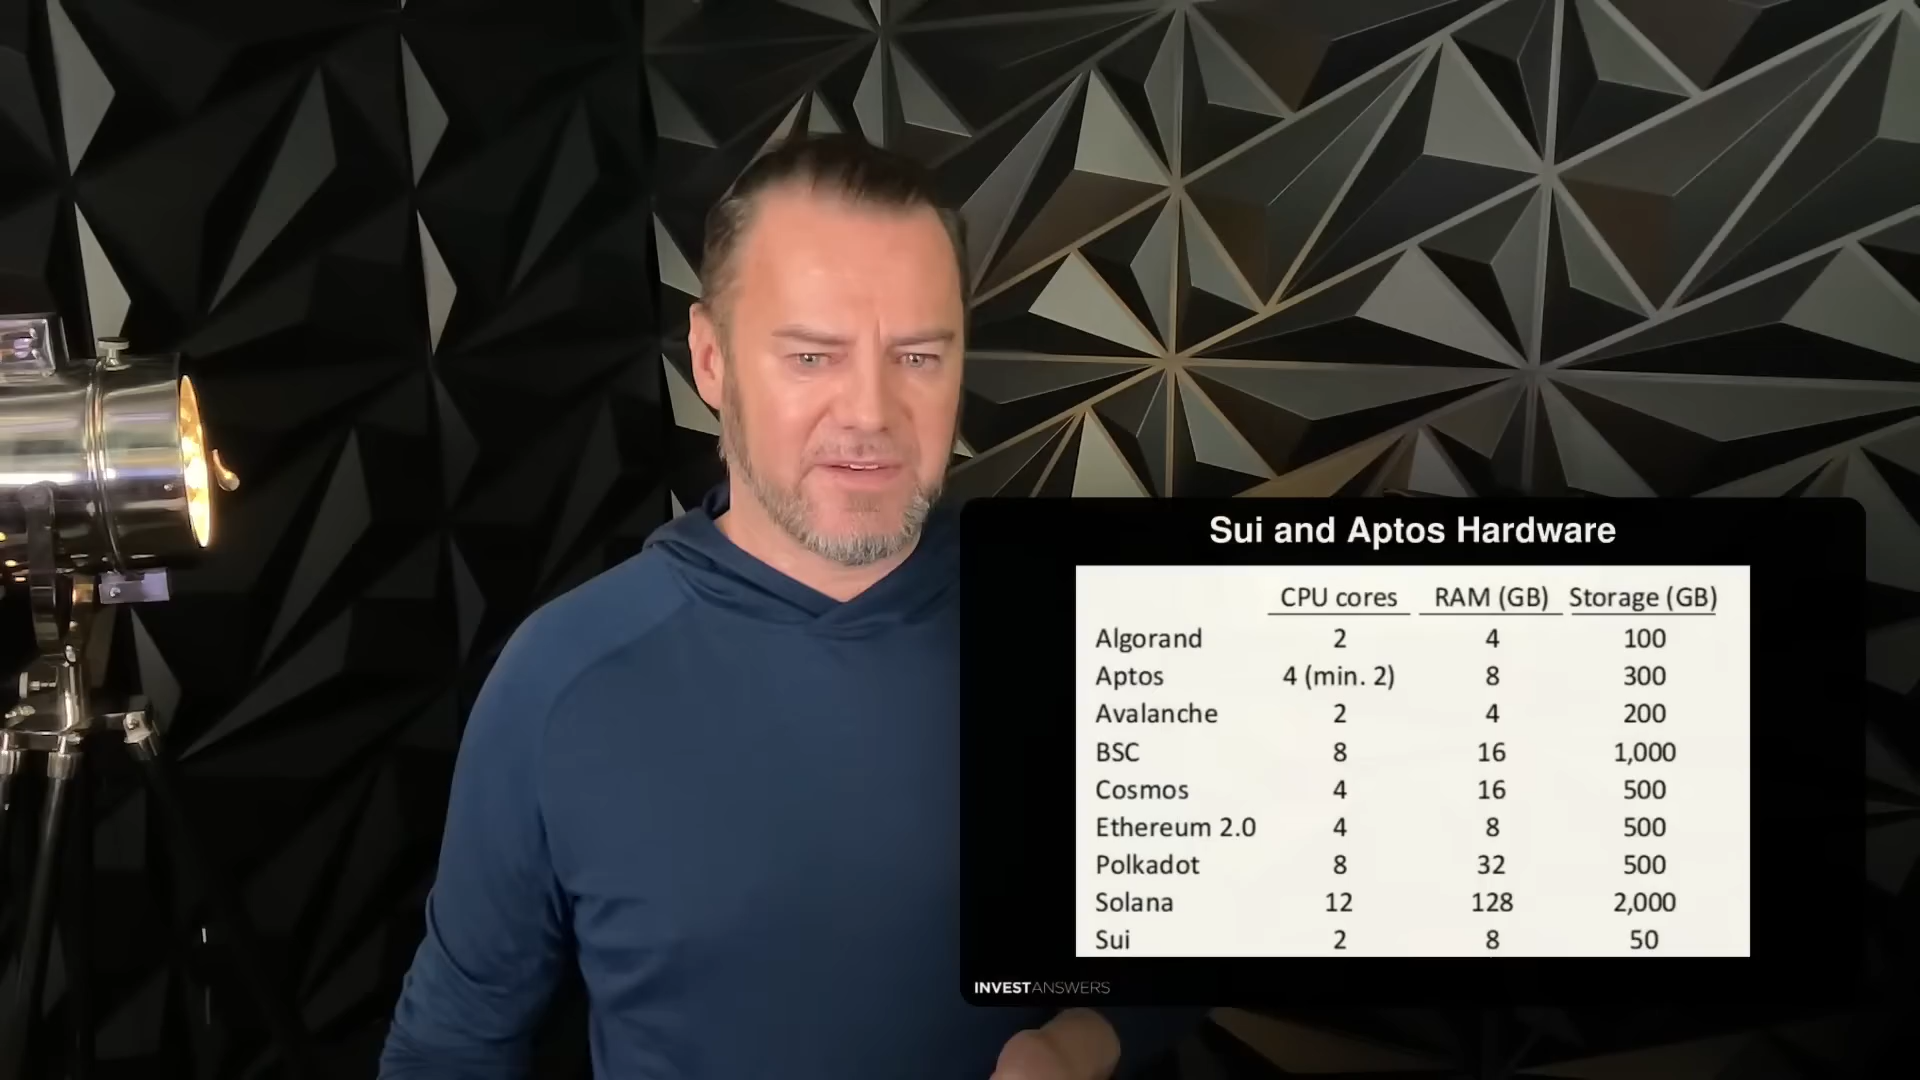 Sui and Aptos Hardware
CPU cores RAM (GB) Storage (GB)
Algorand 2 4 100
Aptos 4 (min. 2) 8 300
Avalanche 2 4 200
BSC 8 16 1,000
Cosmos 4 16 500
Ethereum 2.0 4 8 500
Polkadot 8 32 500
Solana 12 128 2,000
Sui 2 8 50
INVESTANSWERS